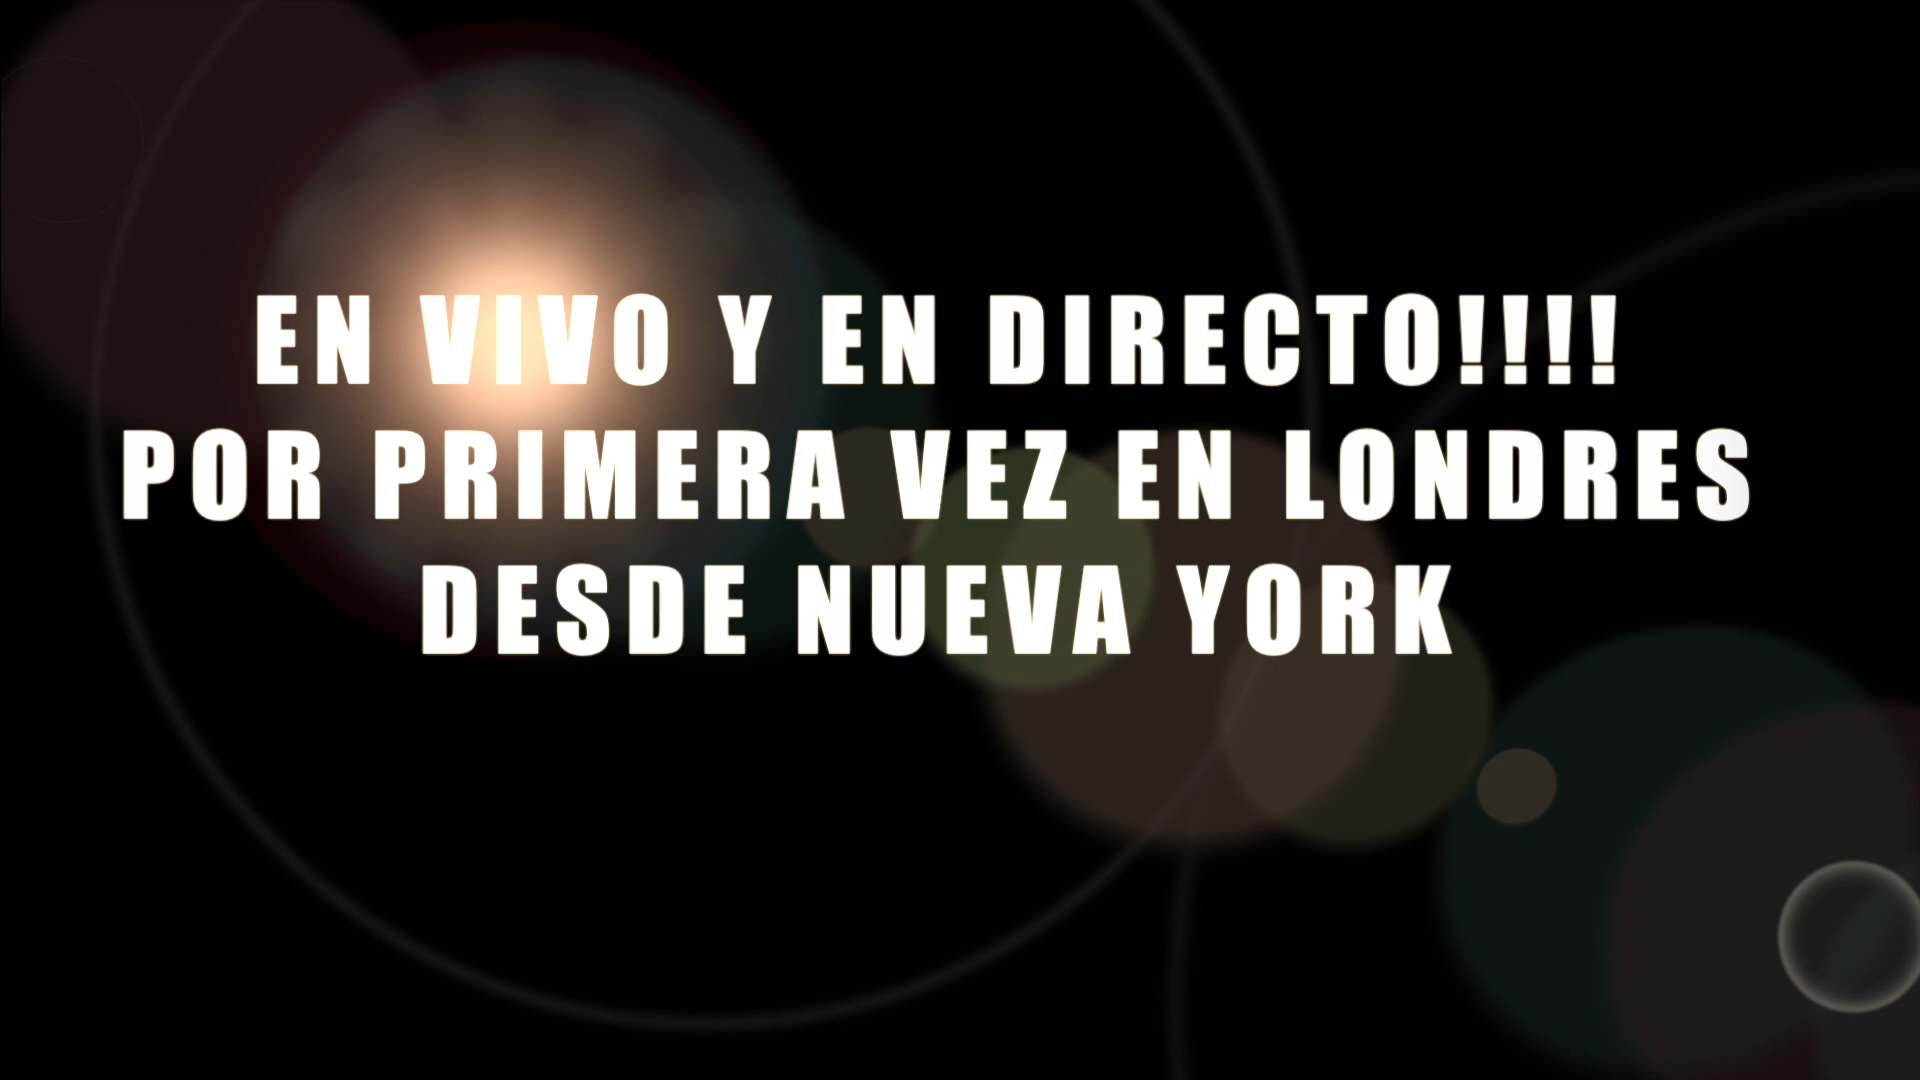 EN VIVO Y EN DIRECTO!!!!
POR PRIMERA VEZ EN LONDRES
DESDE NUEVA YORK